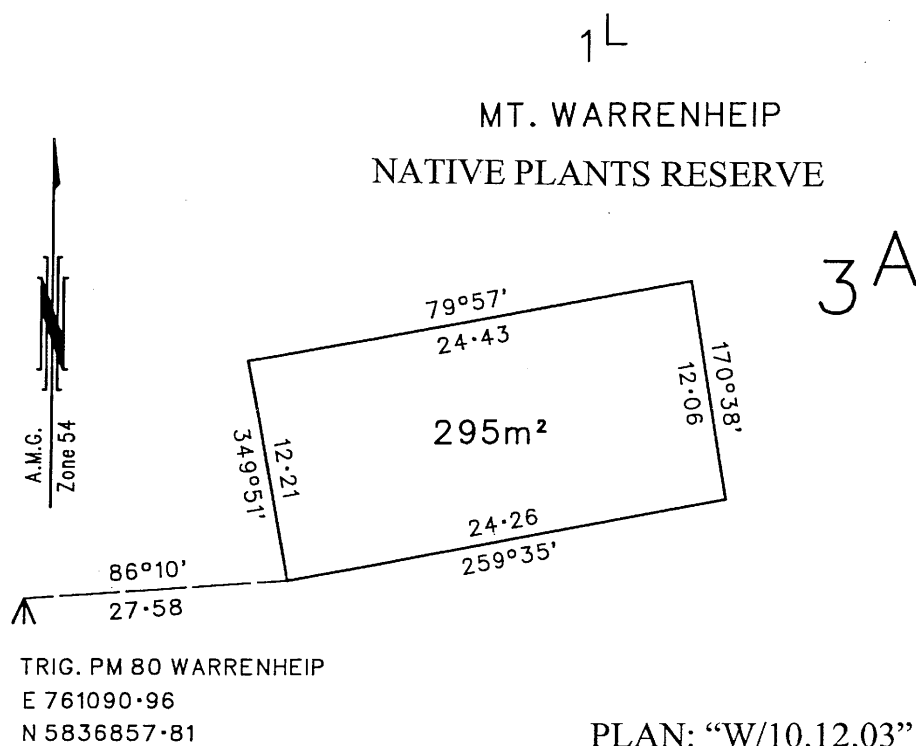 1 L
MT. WARRENHEIP
NATIVE PLANTS RESERVE
3 A
79°57'
24·43
170°38'
12·06
295m²
349°51'
12·21
24·26
259°35'
A.M.G.
Zone 54
N
86°10'
27·58
TRIG. PM 80 WARRENHEIP
E 761090·96
N 5836857·81
PLAN: “W/10.12.03”